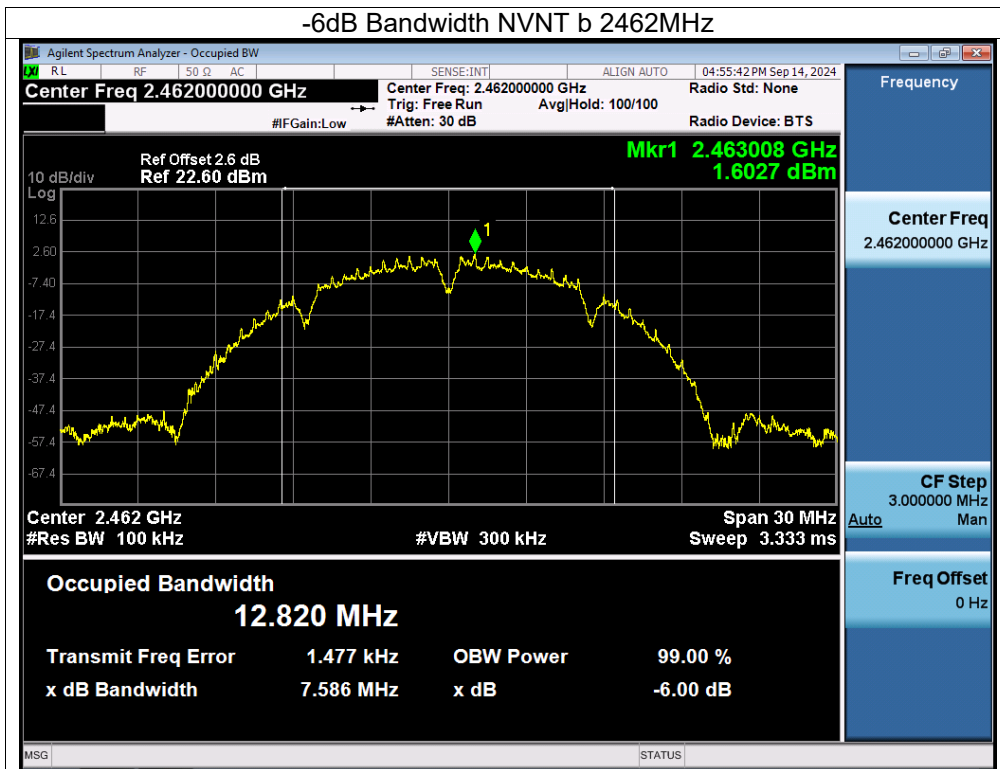 -6dB Bandwidth NVNT b 2462MHz
Agilent Spectrum Analyzer - Occupied BW
LXI RL RF 50 Ω AC SENSE:INT ALIGN AUTO 04:55:42 PM Sep 14, 2024
Center Freq 2.462000000 GHz Center Freq: 2.462000000 GHz Radio Std: None
Trig: Free Run Avg|Hold: 100/100
#IFGain:Low #Atten: 30 dB Radio Device: BTS
Frequency
Ref Offset 2.6 dB Mkr1 2.463008 GHz
10 dB/div Ref 22.60 dBm 1.6027 dBm
Log
12.6
2.60
-7.40
-17.4
-27.4
-37.4
-47.4
-57.4
-67.4
1
Center Freq
2.462000000 GHz
Center 2.462 GHz Span 30 MHz
#Res BW 100 kHz #VBW 300 kHz Sweep 3.333 ms
CF Step
3.000000 MHz
Auto Man
Occupied Bandwidth
12.820 MHz
Freq Offset
0 Hz
Transmit Freq Error 1.477 kHz OBW Power 99.00 %
x dB Bandwidth 7.586 MHz x dB -6.00 dB
MSG STATUS